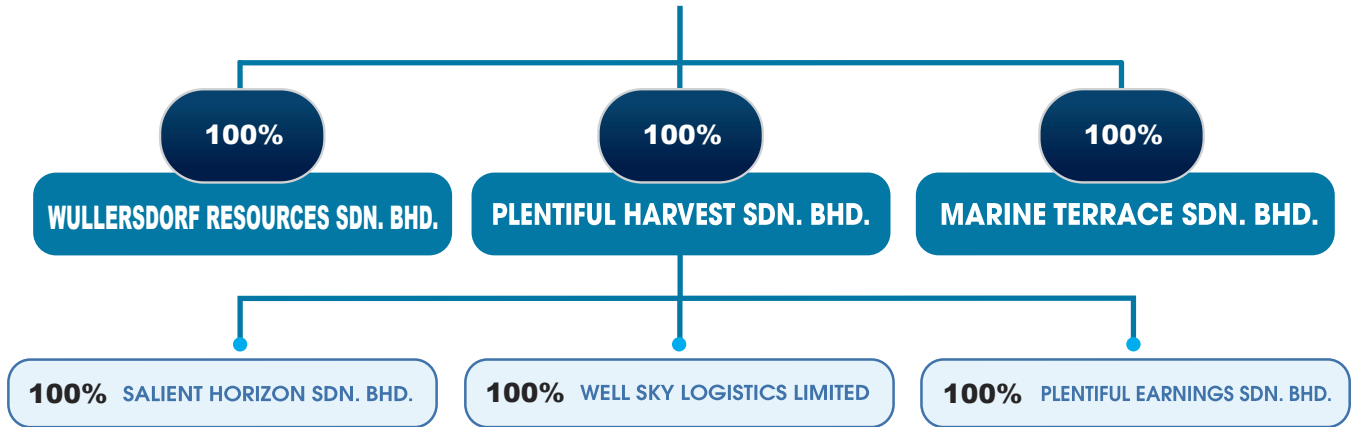 100%
100%
100%
WULLERSDORF RESOURCES SDN. BHD.
PLENTIFUL HARVEST SDN. BHD.
MARINE TERRACE SDN. BHD.
100% SALIENT HORIZON SDN. BHD.
100% WELL SKY LOGISTICS LIMITED
100% PLENTIFUL EARNINGS SDN. BHD.